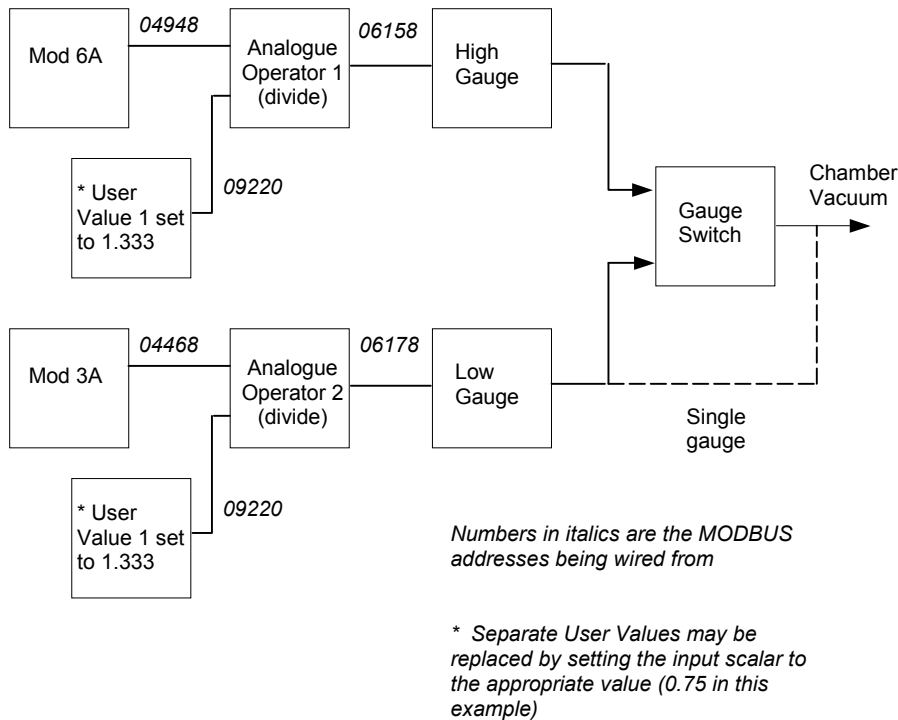 Mod 6A
04948
Analogue
Operator 1
(divide)
06158
High
Gauge
* User
Value 1 set
to 1.333
09220
Gauge
Switch
Chamber
Vacuum
Mod 3A
04468
Analogue
Operator 2
(divide)
06178
Low
Gauge
Single
gauge
* User
Value 1 set
to 1.333
09220
Numbers in italics are the MODBUS
addresses being wired from
* Separate User Values may be
replaced by setting the input scalar to
the appropriate value (0.75 in this
example)